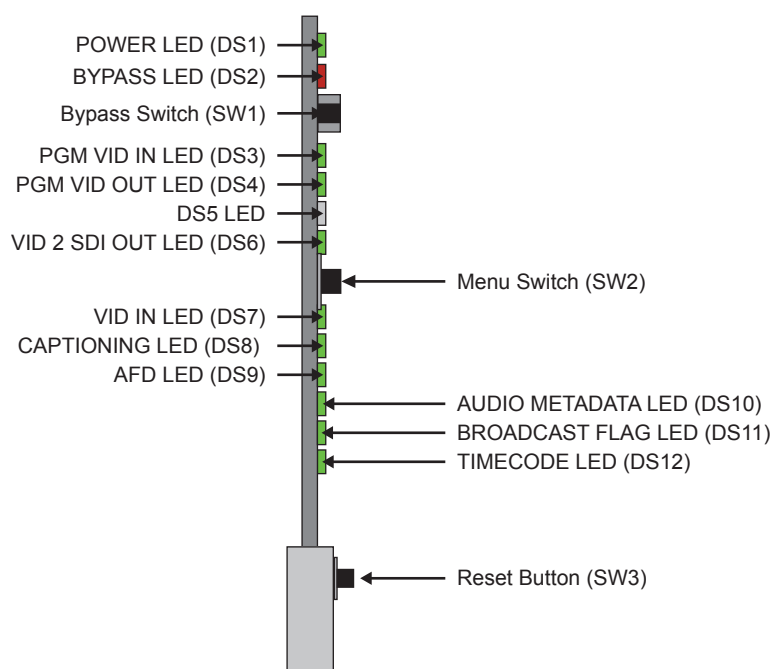 POWER LED (DS1)
BYPASS LED (DS2)
Bypass Switch (SW1)
PGM VID IN LED (DS3)
PGM VID OUT LED (DS4)
DS5 LED
VID 2 SDI OUT LED (DS6)
Menu Switch (SW2)
VID IN LED (DS7)
CAPTIONING LED (DS8)
AFD LED (DS9)
AUDIO METADATA LED (DS10)
BROADCAST FLAG LED (DS11)
TIMECODE LED (DS12)
Reset Button (SW3)